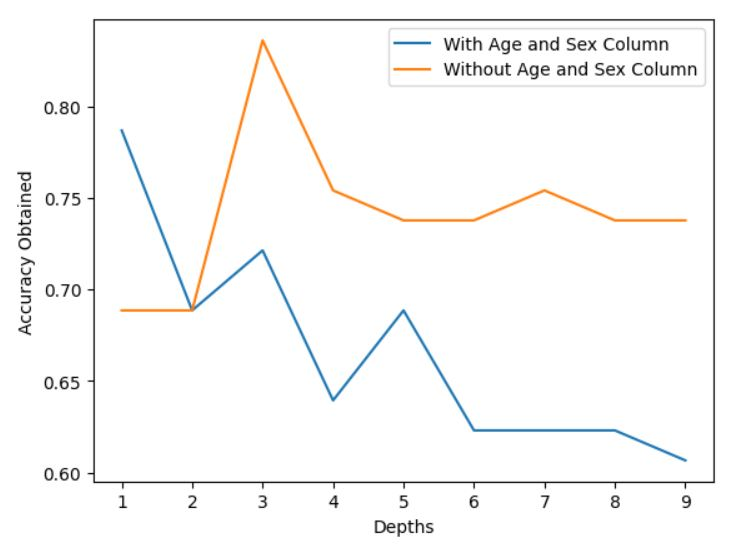 With Age and Sex Column
Without Age and Sex Column
Accuracy Obtained
0.80
0.75
0.70
0.65
0.60
1 2 3 4 5 6 7 8 9
Depths